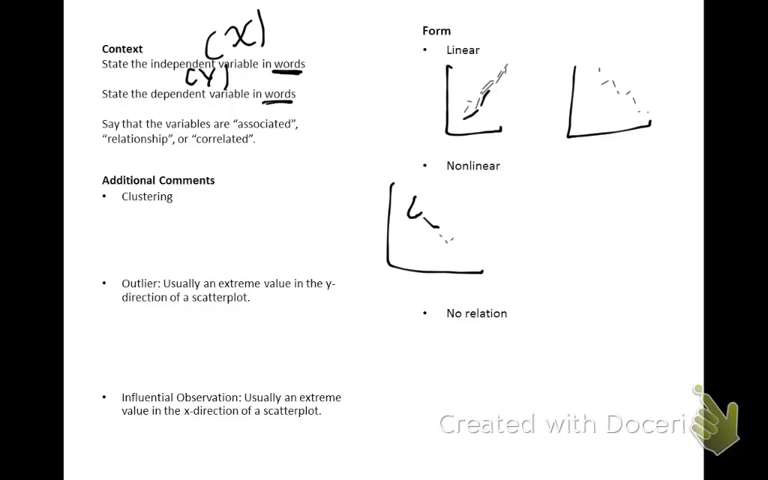 Context
(X)
State the independent variable in words
(Y)
State the dependent variable in words
Say that the variables are “associated”,
“relationship”, or “correlated”.
Additional Comments
• Clustering
• Outlier: Usually an extreme value in the y-
direction of a scatterplot.
• Influential Observation: Usually an extreme
value in the x-direction of a scatterplot.
Form
• Linear
• Nonlinear
• No relation
Created with Doceri